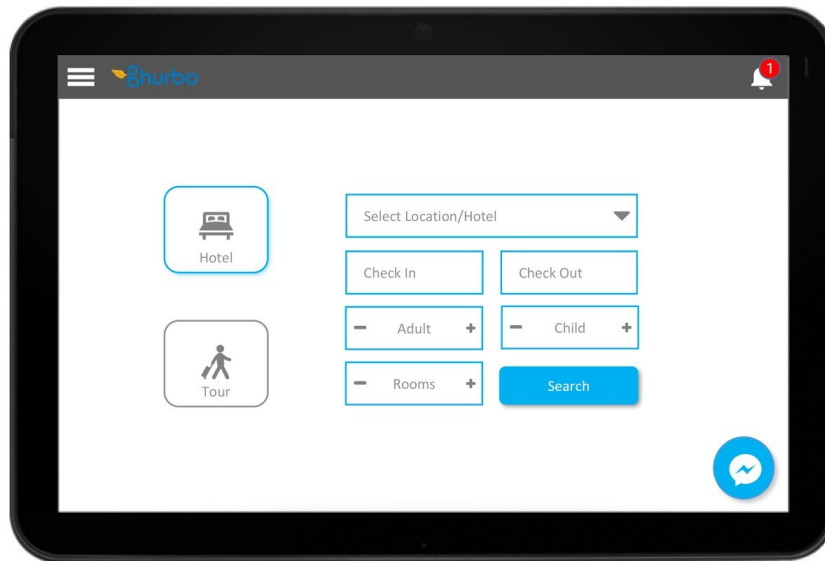 ghurbo
1
Hotel
Tour
Select Location/Hotel
Check In
Check Out
Adult
Child
Rooms
Search